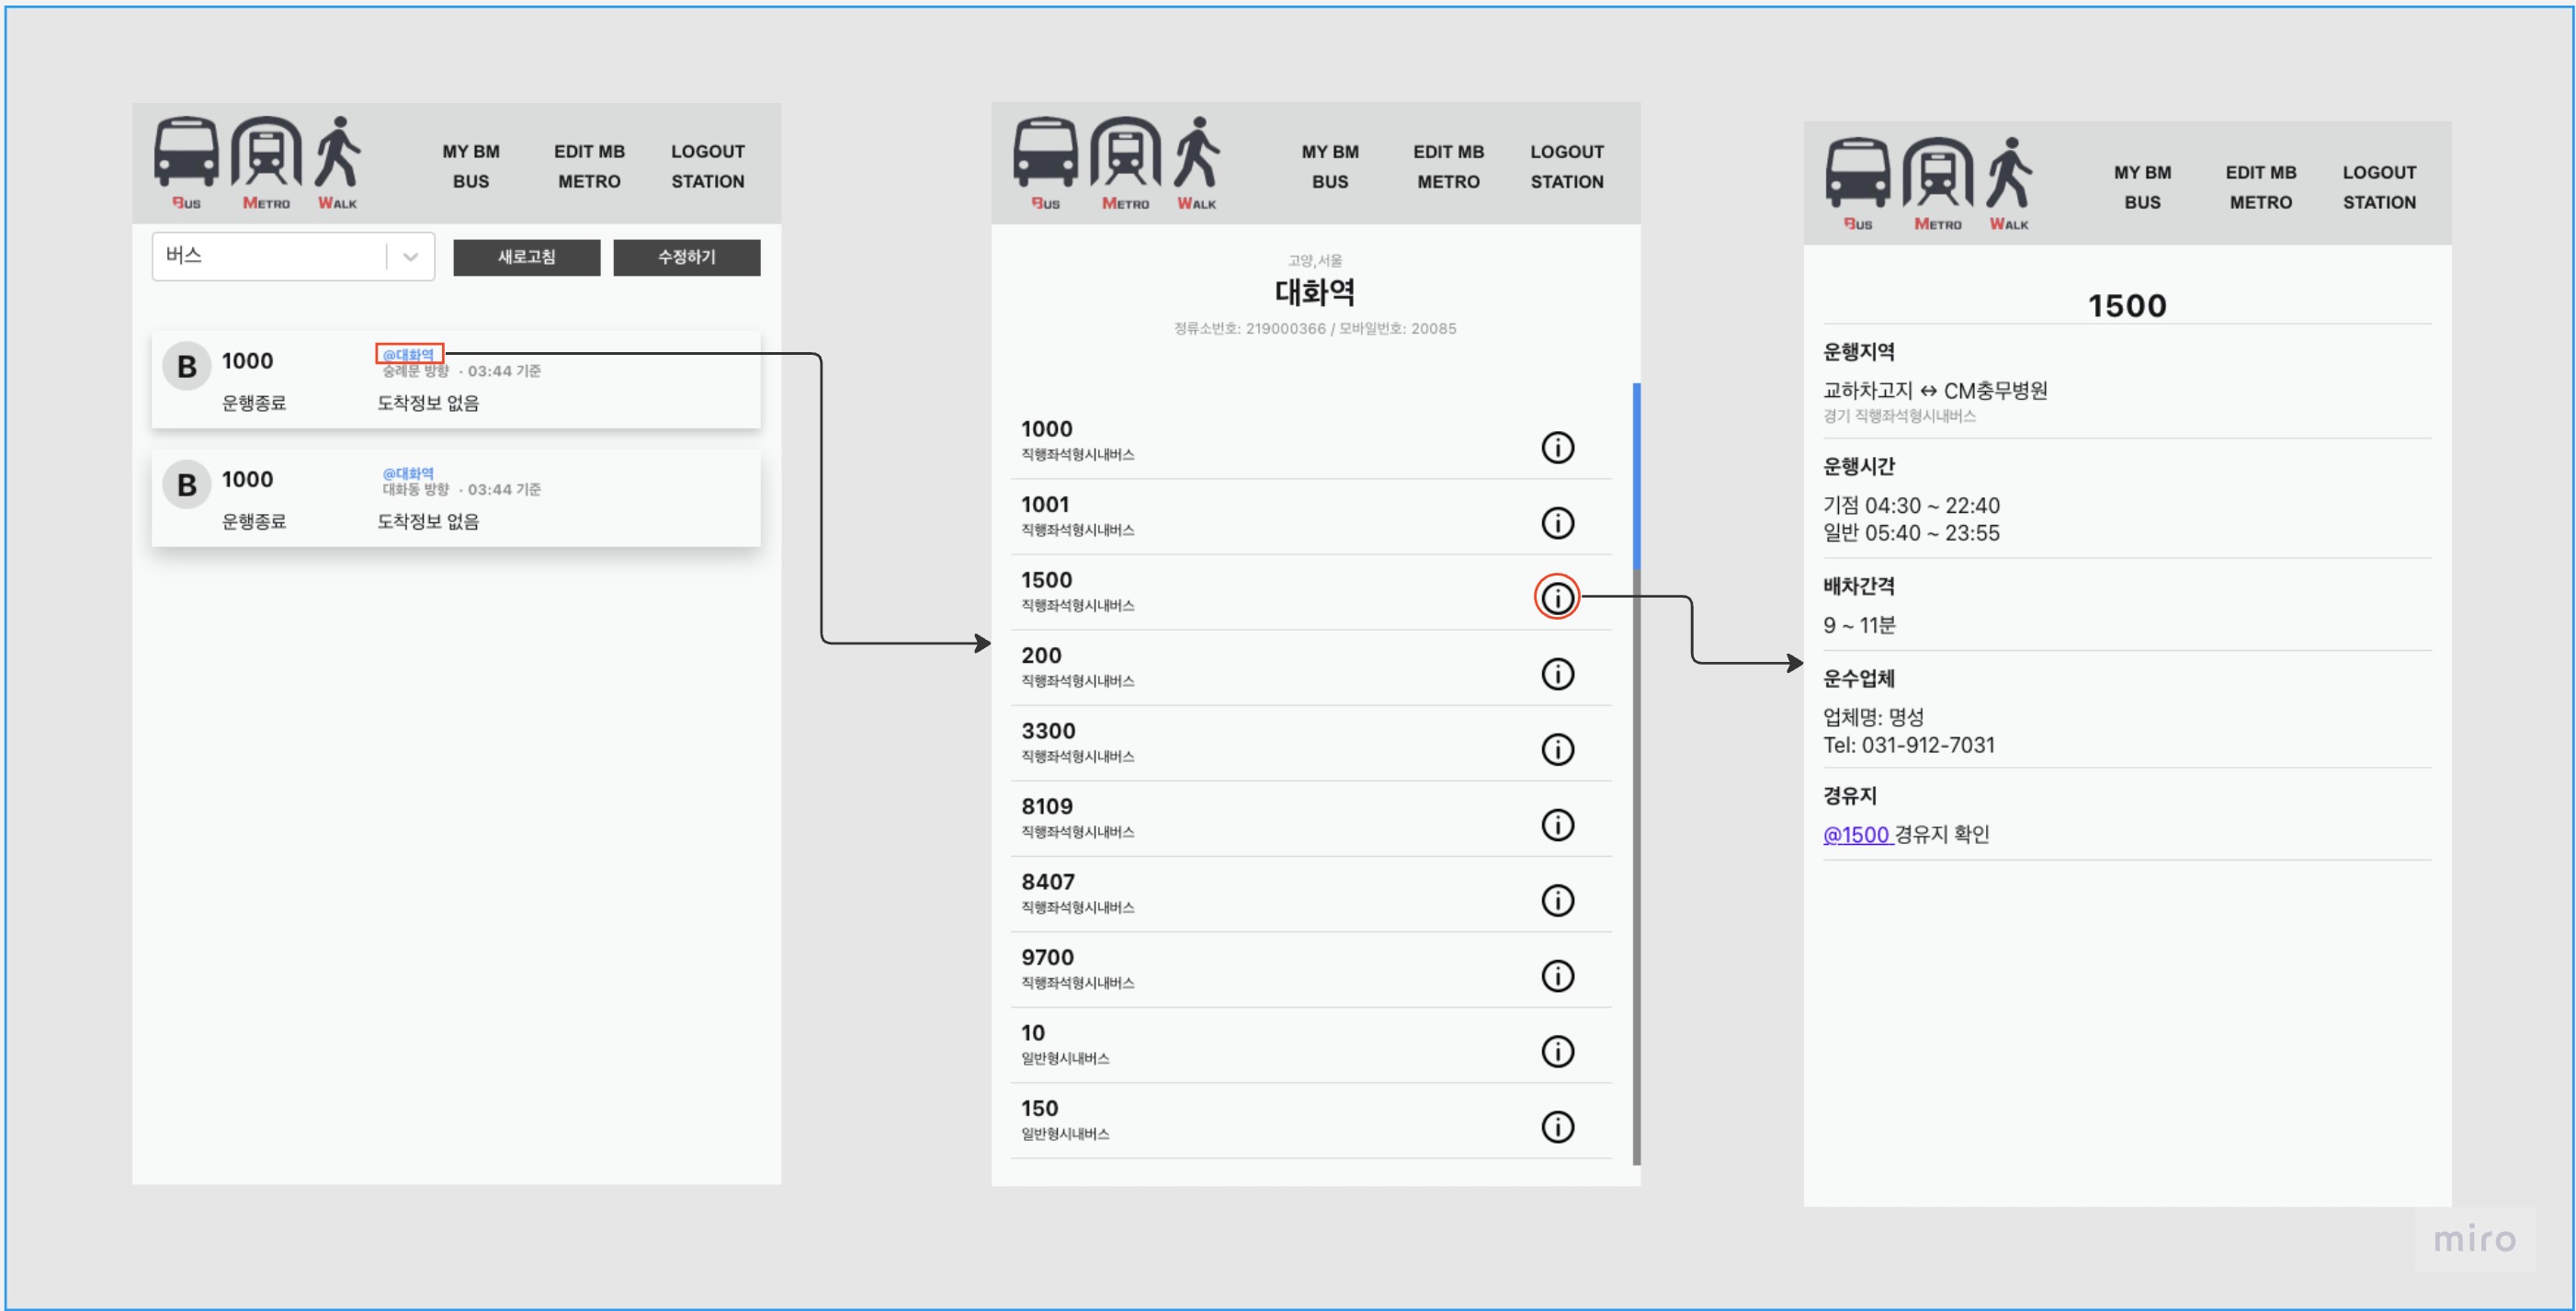 BUS METRO WALK
MY BM EDIT MB LOGOUT
BUS METRO STATION
버스 새로고침 수정하기
B 1000 @대화역
숭례문 방향 · 03:44 기준
운행종료 도착정보 없음
B 1000 @대화역
대화동 방향 · 03:44 기준
운행종료 도착정보 없음
BUS METRO WALK
MY BM EDIT MB LOGOUT
BUS METRO STATION
고양,서울
대화역
정류소번호: 219000366 / 모바일번호: 20085
1000
직행좌석형시내버스
1001
직행좌석형시내버스
1500
직행좌석형시내버스
200
직행좌석형시내버스
3300
직행좌석형시내버스
8109
직행좌석형시내버스
8407
직행좌석형시내버스
9700
직행좌석형시내버스
10
일반형시내버스
150
일반형시내버스
BUS METRO WALK
MY BM EDIT MB LOGOUT
BUS METRO STATION
1500
운행지역
교하차고지 ↔ CM충무병원
경기 직행좌석형시내버스
운행시간
기점 04:30 ~ 22:40
일반 05:40 ~ 23:55
배차간격
9 ~ 11분
운수업체
업체명: 명성
Tel: 031-912-7031
경유지
@1500 경유지 확인
miro